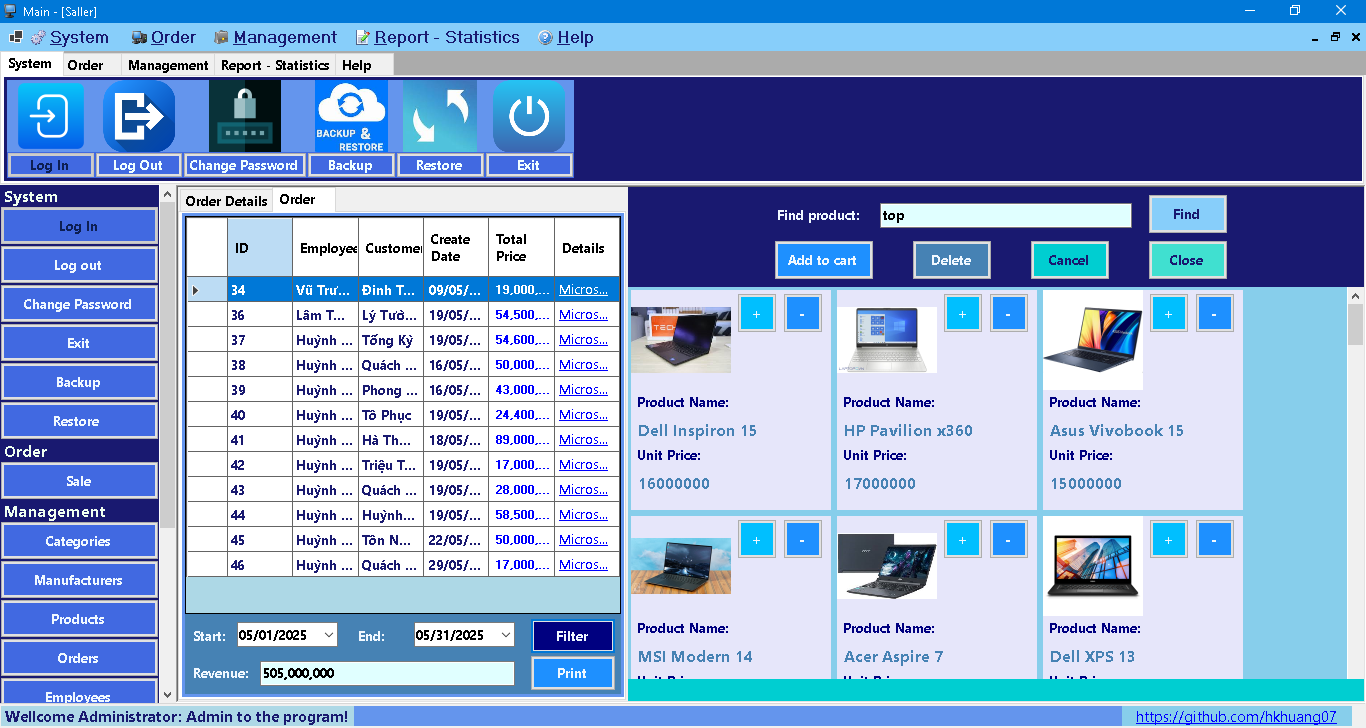 Main - [Saller]
System Order Management Report - Statistics Help
System Order Management Report - Statistics Help
BACKUP &
RESTORE
Log In Log Out Change Password Backup Restore Exit
System
Log In
Log out
Change Password
Exit
Backup
Restore
Order
Sale
Management
Categories
Manufacturers
Products
Orders
Employees
Order Details Order
ID Employee Customer Create Date Total Price Details
34 Vũ Trư... Đinh T... 09/05/... 19,000,... Micros...
36 Lâm T... Lý Tườ... 19/05/... 54,500,... Micros...
37 Huỳnh ... Tống Kỳ 19/05/... 54,600,... Micros...
38 Huỳnh ... Quách ... 16/05/... 50,000,... Micros...
39 Huỳnh ... Phong ... 16/05/... 43,000,... Micros...
40 Huỳnh ... Tô Phục 19/05/... 24,400,... Micros...
41 Huỳnh ... Hà Th... 18/05/... 89,000,... Micros...
42 Huỳnh ... Triệu T... 19/05/... 17,000,... Micros...
43 Huỳnh ... Quách ... 19/05/... 28,000,... Micros...
44 Huỳnh ... Huỳnh... 19/05/... 58,500,... Micros...
45 Huỳnh ... Tôn N... 22/05/... 50,000,... Micros...
46 Huỳnh ... Quách ... 29/05/... 17,000,... Micros...
Start: 05/01/2025 End: 05/31/2025 Filter
Revenue: 505,000,000 Print
Find product: top Find
Add to cart Delete Cancel Close
+ - + - + -
Product Name: Product Name: Product Name:
Dell Inspiron 15 HP Pavilion x360 Asus Vivobook 15
Unit Price: Unit Price: Unit Price:
16000000 17000000 15000000
+ - + - + -
Product Name: Product Name: Product Name:
MSI Modern 14 Acer Aspire 7 Dell XPS 13
Wellcome Administrator: Admin to the program! https://github.com/hkhuang07